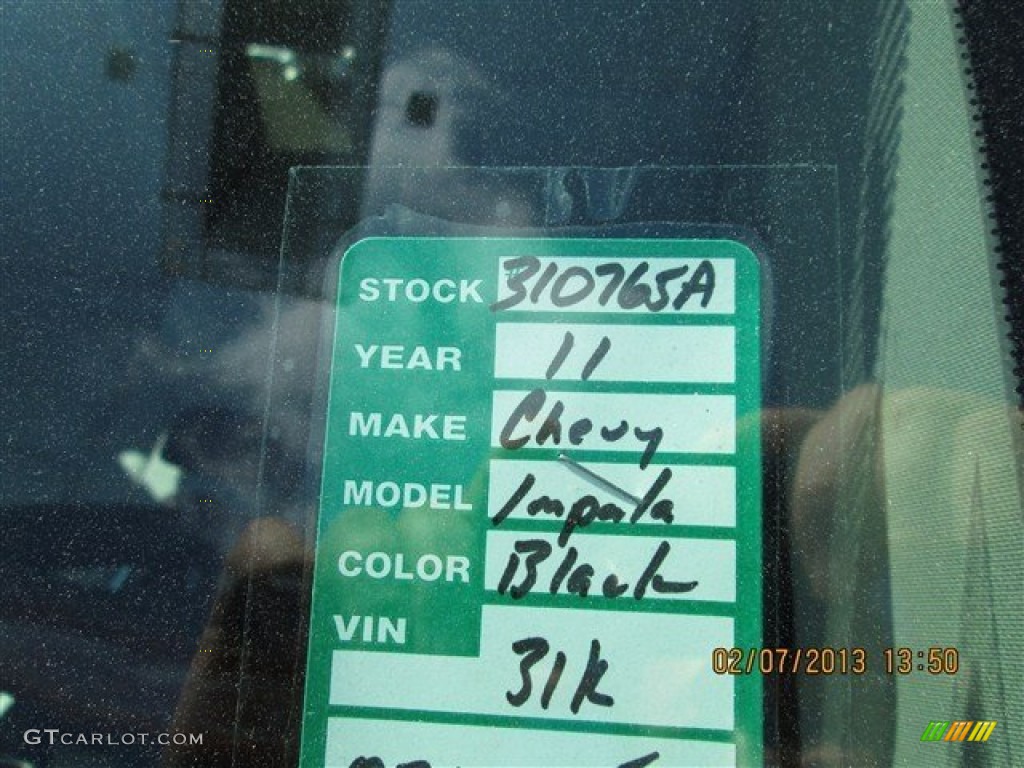 STOCK 310765A
YEAR 11
MAKE Chevy
MODEL Impala
COLOR Black
VIN
31k
02/07/2013 13:50
GTCARLOT.COM